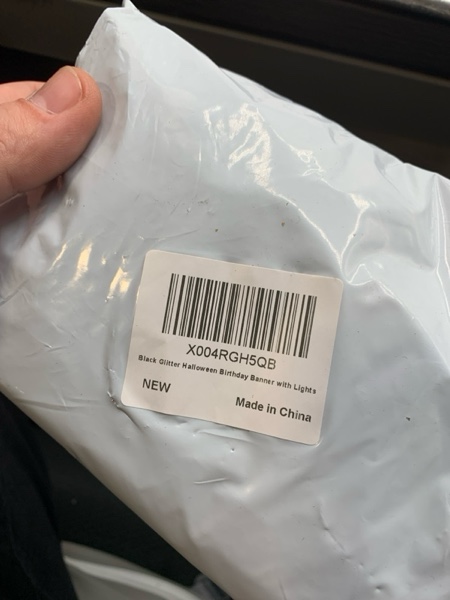 X004RGH5QB
Black Glitter Halloween Birthday Banner with Lights
NEW
Made in China